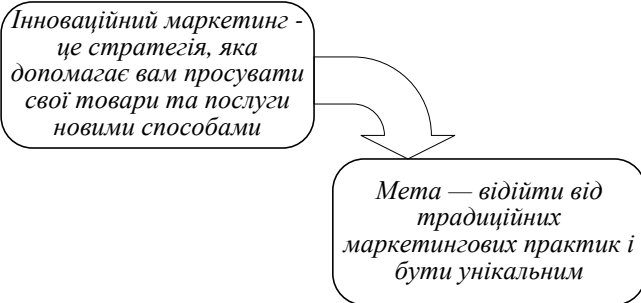 Інноваційний маркетинг -
це стратегія, яка
допомагає вам просувати
свої товари та послуги
новими способами
Мета — відійти від
традиційних
маркетингових практик і
бути унікальним